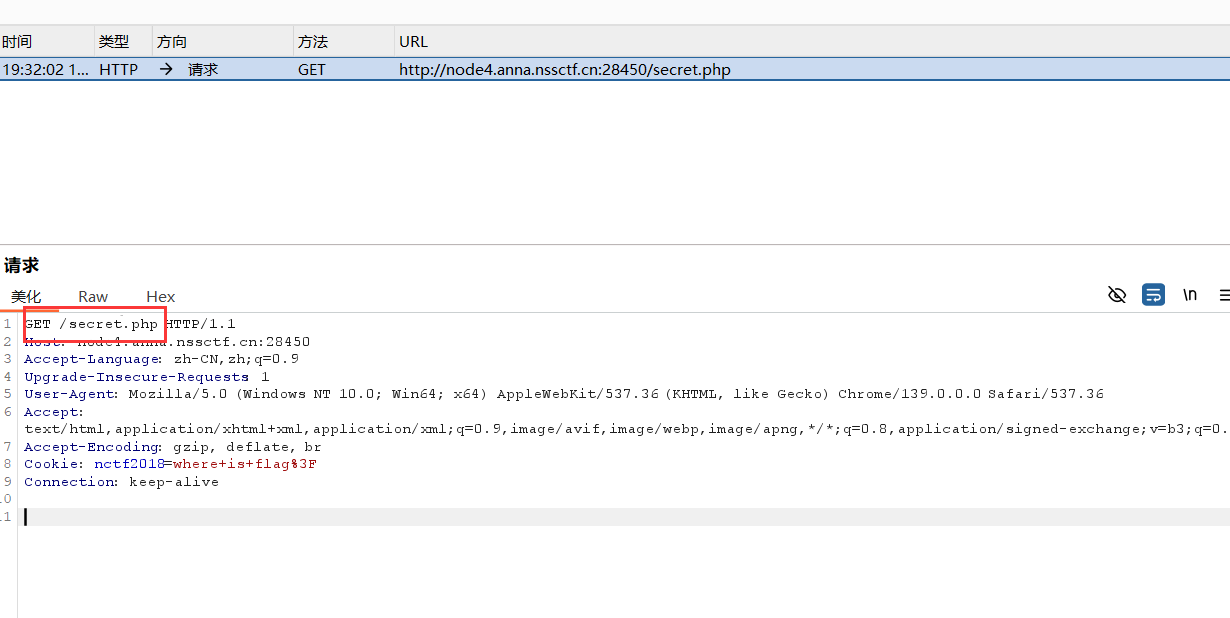 时间 类型 方向 方法 URL
19:32:02 1... HTTP → 请求 GET http://node4.anna.nssctf.cn:28450/secret.php
请求
美化 Raw Hex \n
1 GET /secret.php HTTP/1.1
2 Host: node4.anna.nssctf.cn:28450
3 Accept-Language: zh-CN,zh;q=0.9
4 Upgrade-Insecure-Requests 1
5 User-Agent: Mozilla/5.0 (Windows NT 10.0; Win64; x64) AppleWebKit/537.36 (KHTML, like Gecko) Chrome/139.0.0.0 Safari/537.36
6 Accept:
text/html,application/xhtml+xml,application/xml;q=0.9,image/avif,image/webp,image/apng,*/*;q=0.8,application/signed-exchange;v=b3;q=0.
7 Accept-Encoding: gzip, deflate, br
8 Cookie: nctf2018=where+is+flag%3F
9 Connection: keep-alive
10
11